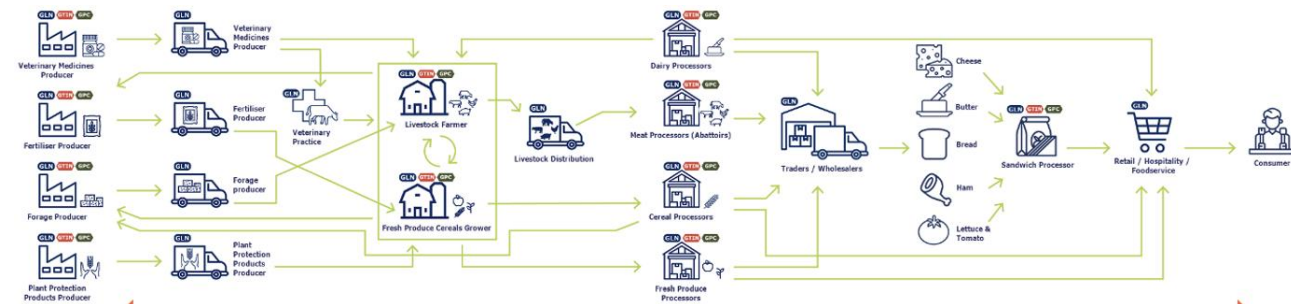 GLN GTIN GPC
Veterinary Medicines
Producer
GLN
Veterinary
Medicines
Producer
GLN GTIN GPC
Fertiliser Producer
GLN
Fertiliser
Producer
GLN GTIN GPC
Forage Producer
GLN
Forage
producer
GLN GTIN GPC
Plant Protection
Products Producer
GLN
Plant
Protection
Products
Producer
GLN
Veterinary
Practice
GLN GTIN GPC
Livestock Farmer
GLN GTIN GPC
Fresh Produce Cereals Grower
GLN
Livestock Distribution
GLN GTIN GPC
Dairy Processors
GLN GTIN GPC
Meat Processors (Abattoirs)
GLN GTIN GPC
Cereal Processors
GLN GTIN GPC
Fresh Produce
Processors
GLN
Traders / Wholesalers
Cheese
Butter
Bread
Ham
Lettuce &
Tomato
GLN GTIN GPC
Sandwich Processor
GLN
Retail / Hospitality /
Foodservice
Consumer